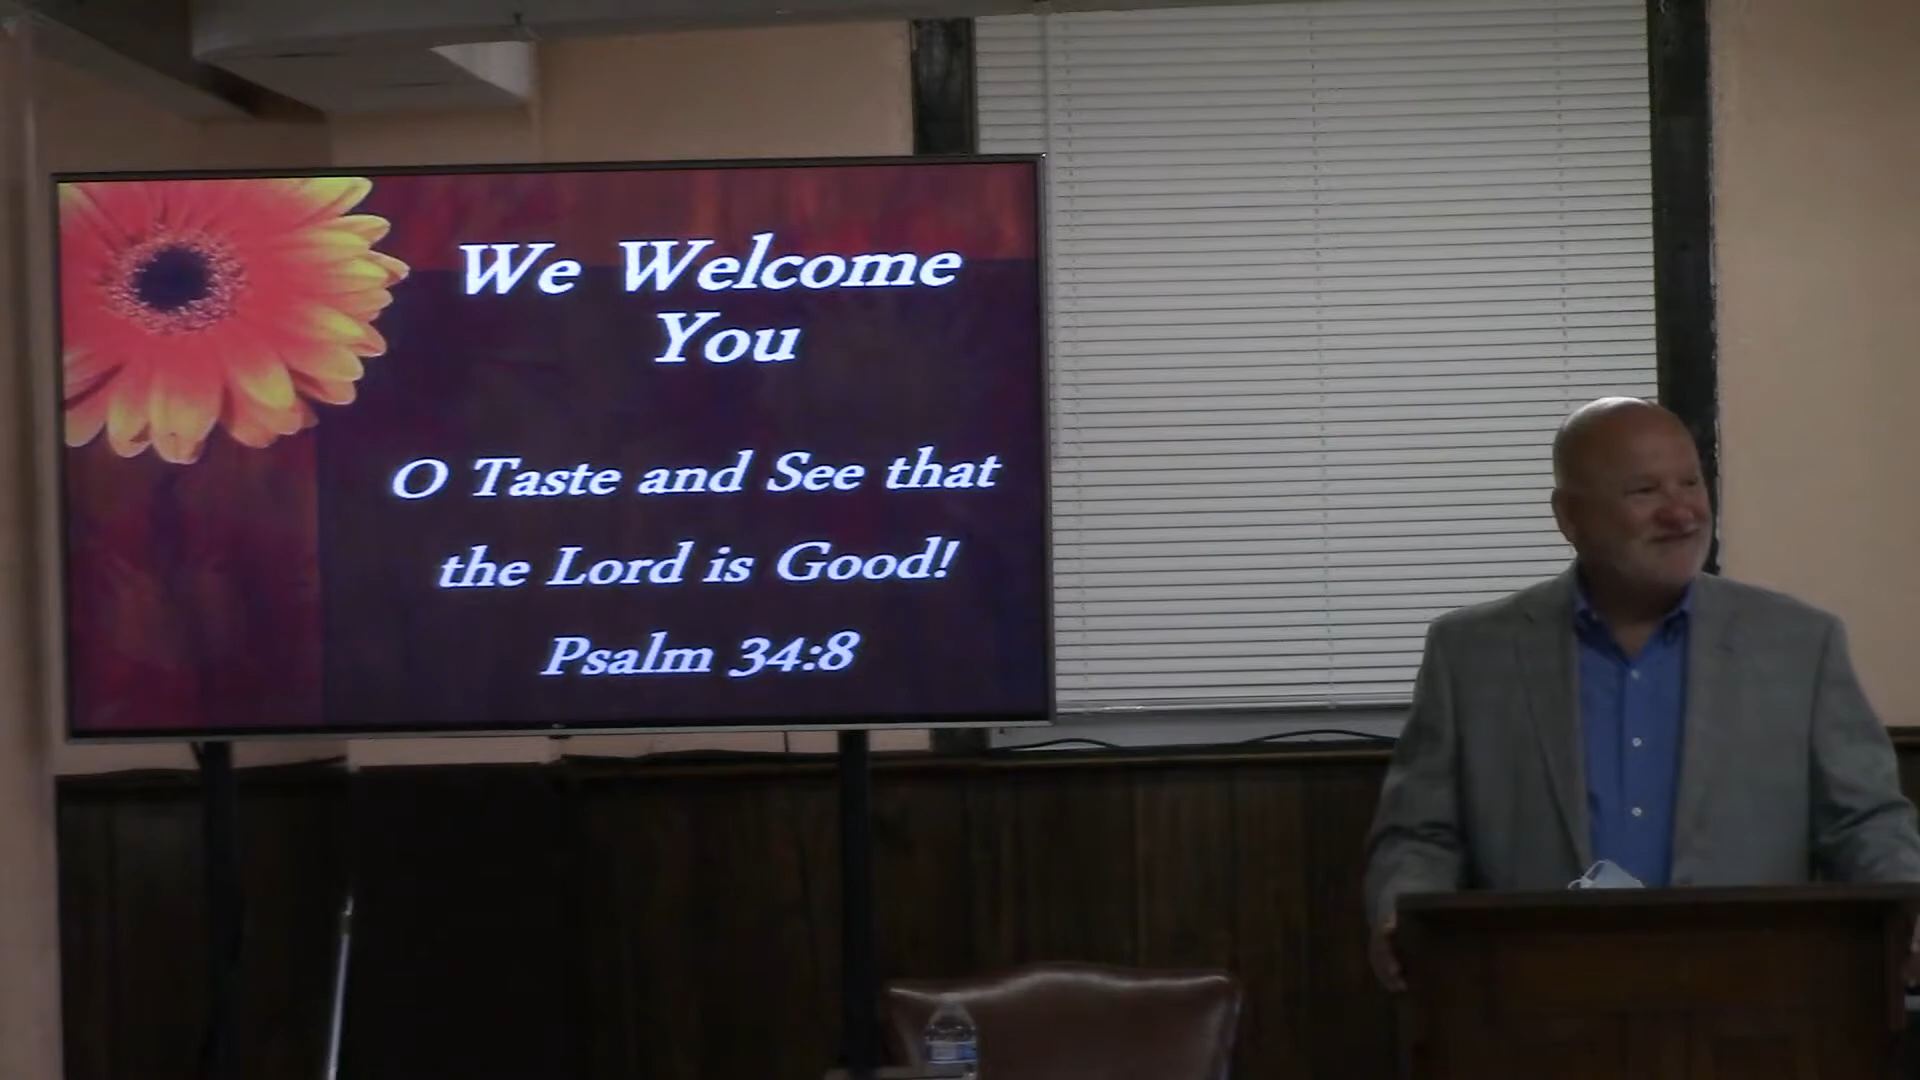 We Welcome
You
O Taste and See that
the Lord is Good!
Psalm 34:8